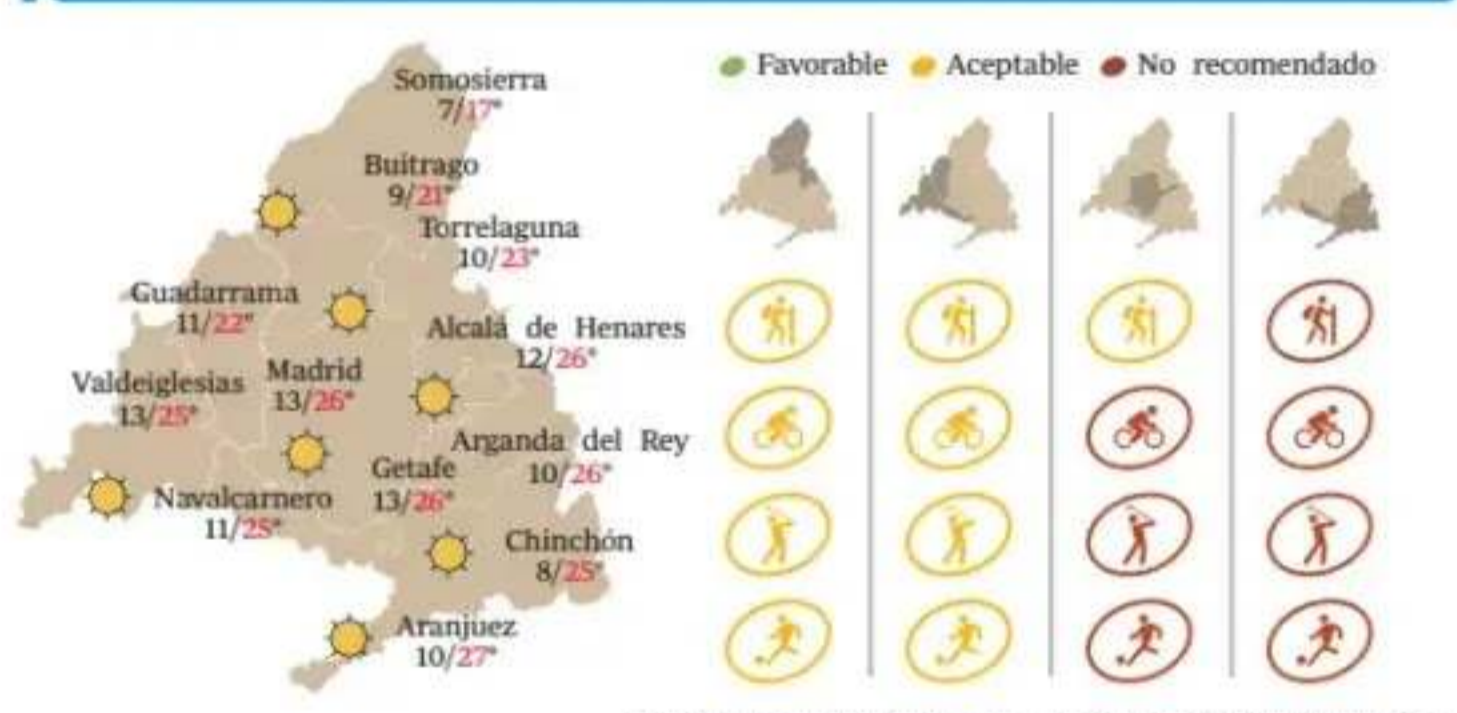 Somosierra
7/17°
Buitrago
9/21°
Torrelaguna
10/23°
Guadarrama
11/22°
Alcalá de Henares
12/26°
Valdeiglesias
13/25°
Madrid
13/26°
Arganda del Rey
10/26°
Getafe
13/26°
Navalcarnero
11/25°
Chinchón
8/25°
Aranjuez
10/27°
Favorable Aceptable No recomendado